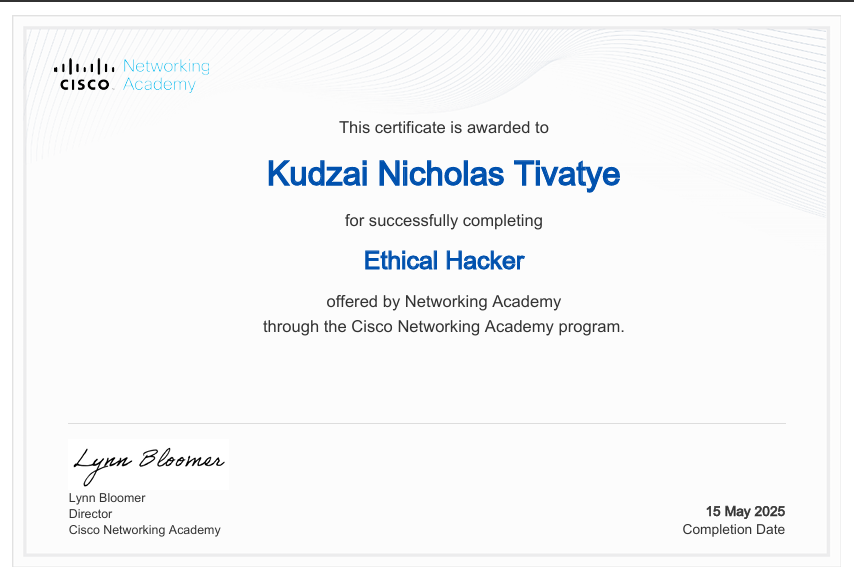 CISCO
Networking
Academy
This certificate is awarded to
Kudzai Nicholas Tivatye
for successfully completing
Ethical Hacker
offered by Networking Academy
through the Cisco Networking Academy program.
Lynn Bloomer
Lynn Bloomer
Director
Cisco Networking Academy
15 May 2025
Completion Date